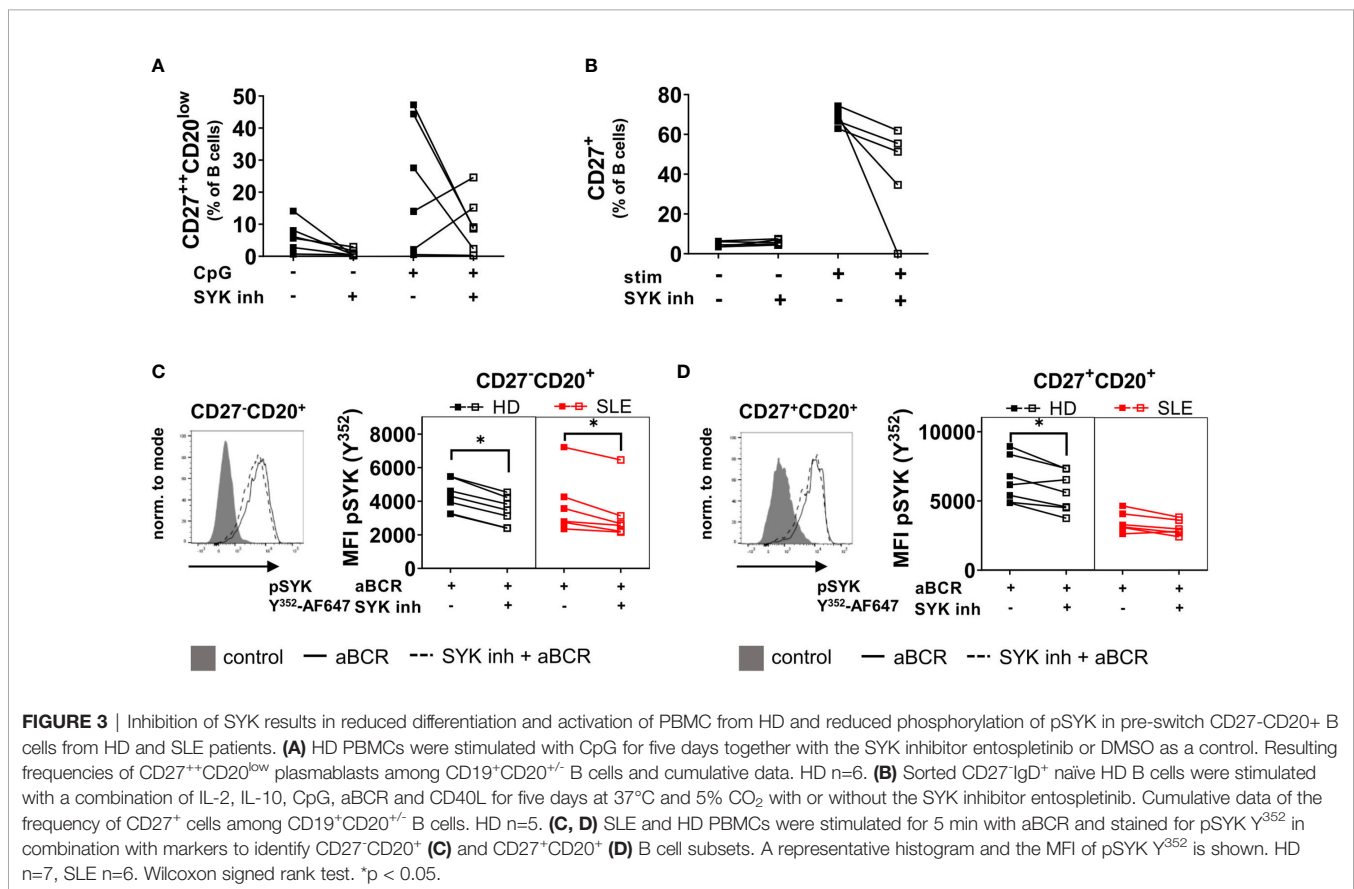 A
CD27++CD20low
(% of B cells)
50
40
30
20
10
0
CpG - - + +
SYK inh - + - +
B
CD27+
(% of B cells)
80
60
40
20
0
stim - - + +
SYK inh - + - +
C
CD27-CD20+
norm. to mode
pSYK
Y352-AF647
CD27-CD20+
HD SLE
MFI pSYK (Y352)
8000
6000
4000
2000
0
* *
aBCR + + + +
SYK inh - + - +
D
CD27+CD20+
norm. to mode
pSYK
Y352-AF647
CD27+CD20+
HD SLE
MFI pSYK (Y352)
10000
5000
0
*
aBCR + + + +
SYK inh - + - +
control aBCR SYK inh + aBCR
control aBCR SYK inh + aBCR
FIGURE 3 | Inhibition of SYK results in reduced differentiation and activation of PBMC from HD and reduced phosphorylation of pSYK in pre-switch CD27-CD20+ B
cells from HD and SLE patients. (A) HD PBMCs were stimulated with CpG for five days together with the SYK inhibitor entospletinib or DMSO as a control. Resulting
frequencies of CD27++CD20low plasmablasts among CD19+CD20+/- B cells and cumulative data. HD n=6. (B) Sorted CD27-IgD+ naïve HD B cells were stimulated
with a combination of IL-2, IL-10, CpG, aBCR and CD40L for five days at 37°C and 5% CO2 with or without the SYK inhibitor entospletinib. Cumulative data of the
frequency of CD27+ cells among CD19+CD20+/- B cells. HD n=5. (C, D) SLE and HD PBMCs were stimulated for 5 min with aBCR and stained for pSYK Y352 in
combination with markers to identify CD27-CD20+ (C) and CD27+CD20+ (D) B cell subsets. A representative histogram and the MFI of pSYK Y352 is shown. HD
n=7, SLE n=6. Wilcoxon signed rank test. *p < 0.05.